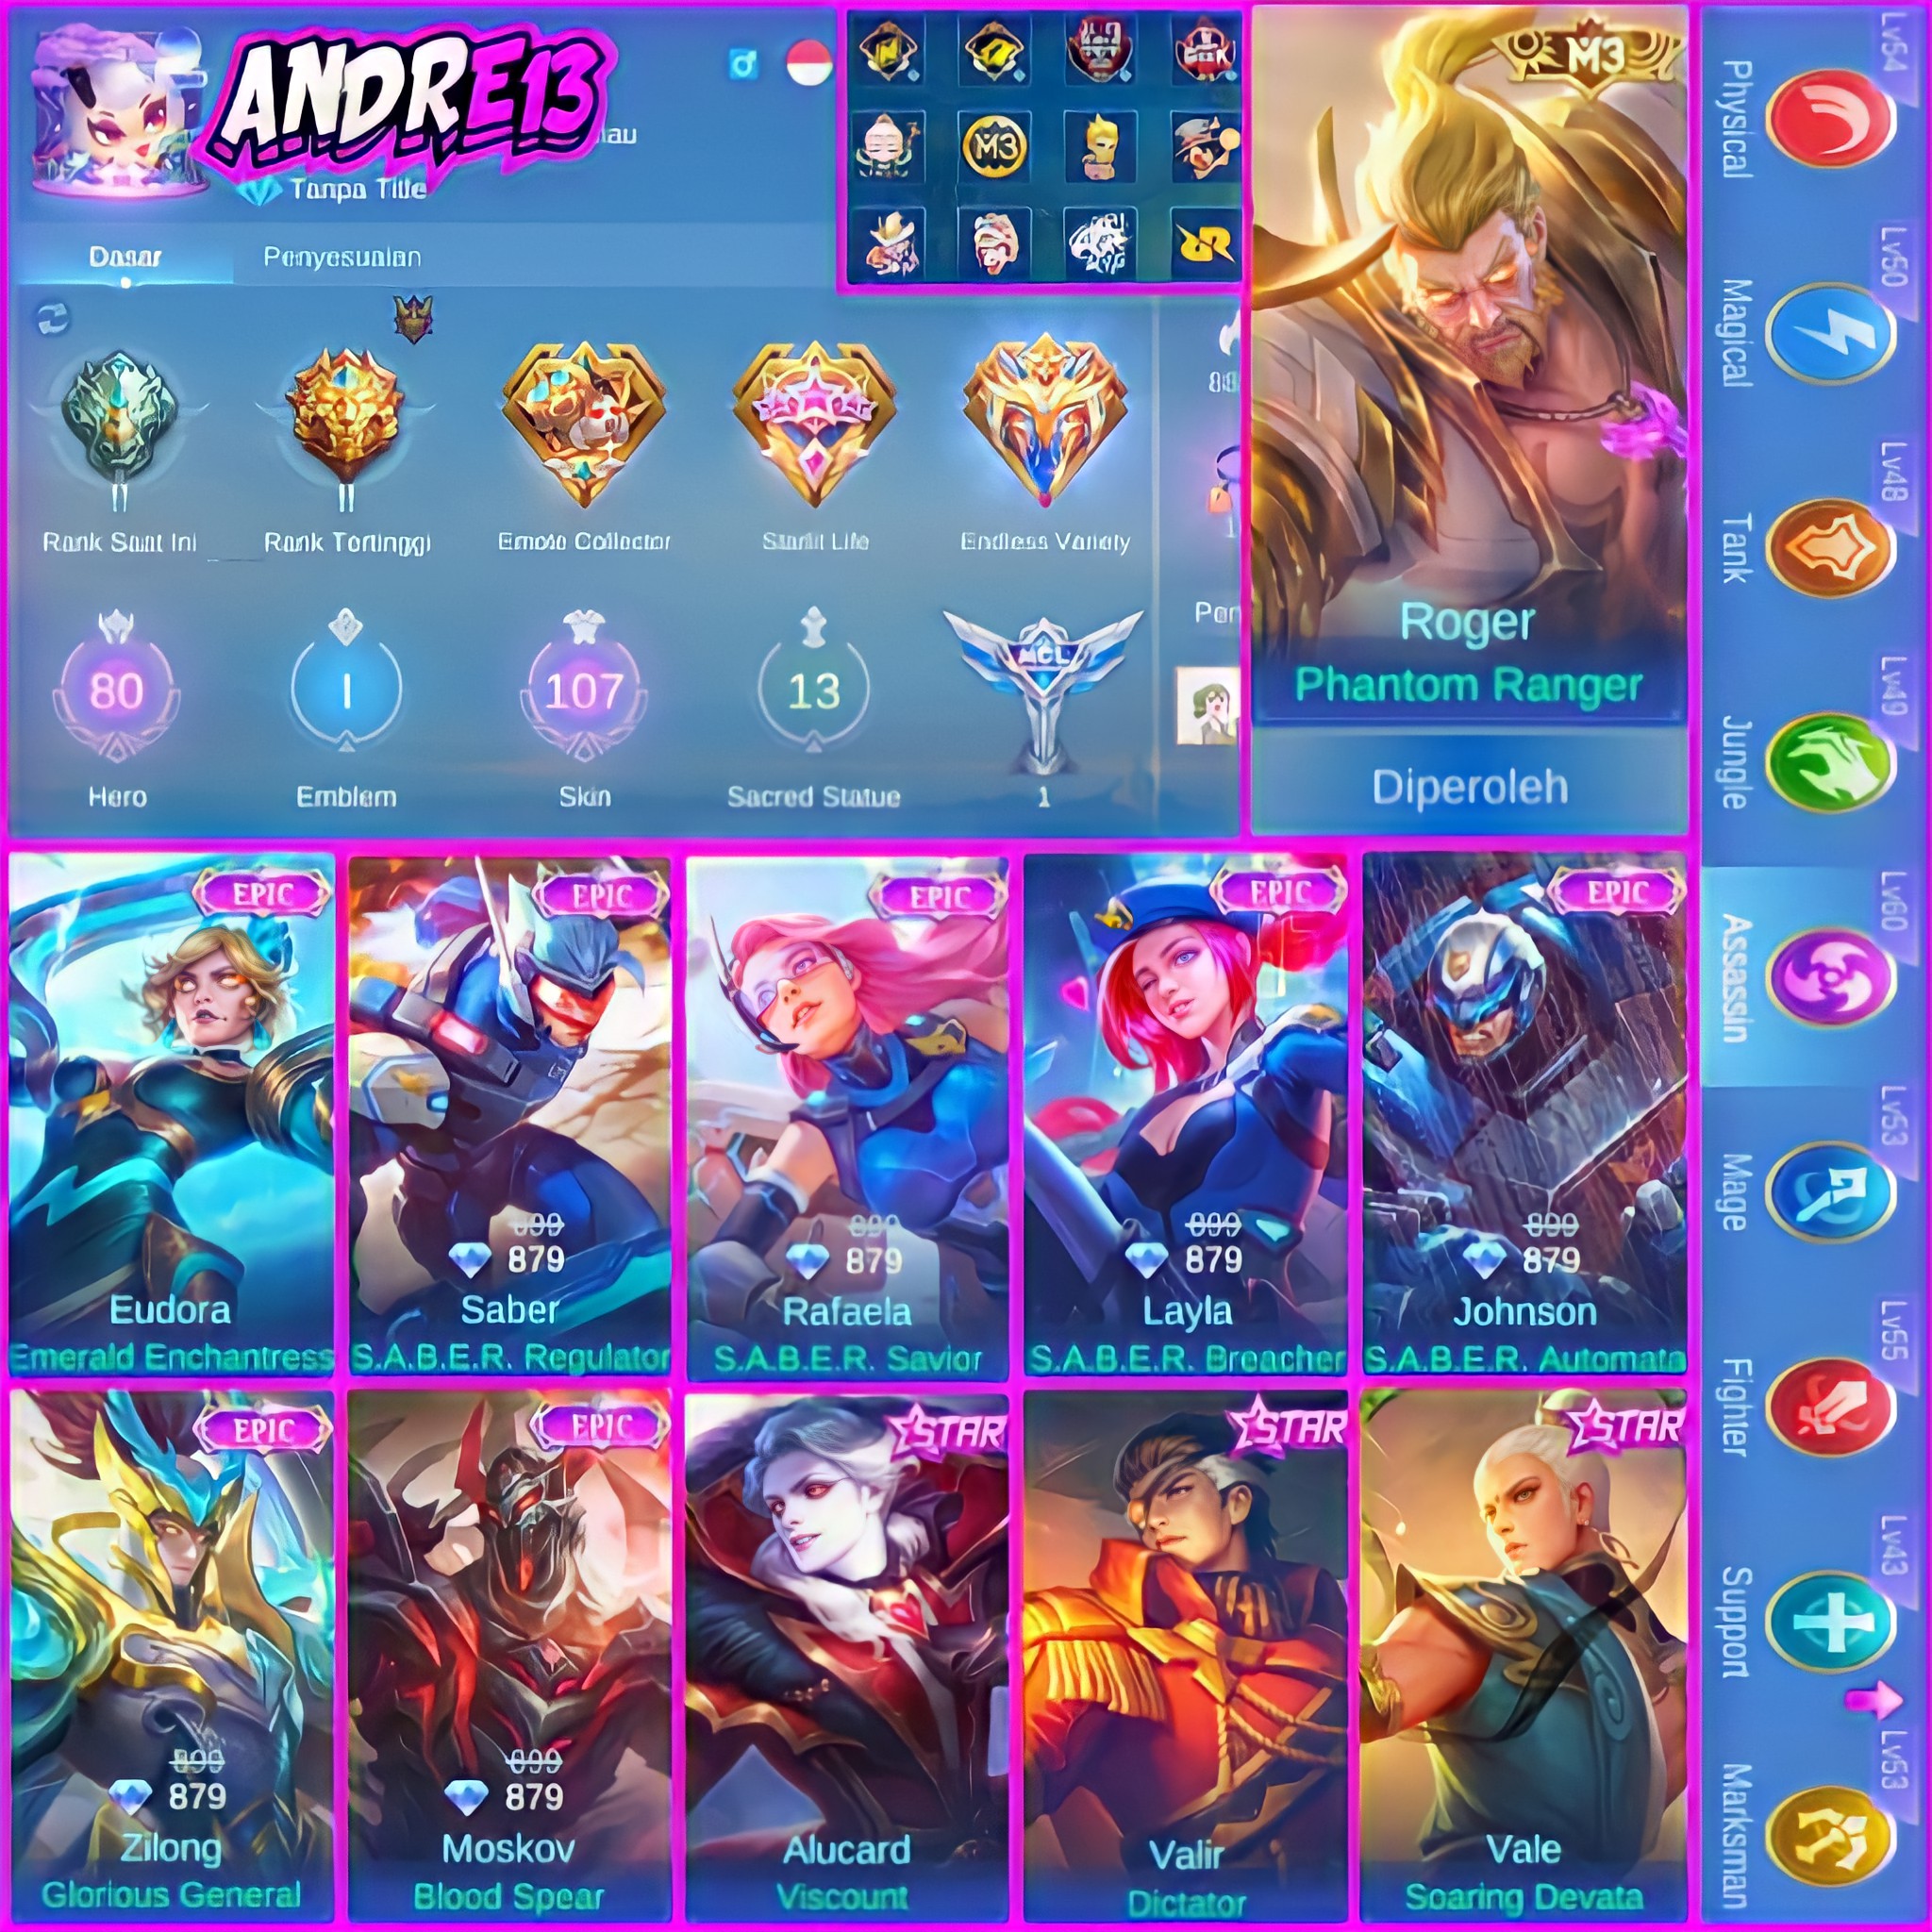 ANDRE13
Tanpa Title
Dasar
Penyesuaian
M3
Rank Saat Ini
Rank Tertinggi
Emote Collector
Starlit Life
Endless Variety
80
1
107
13
MCL
Hero
Emblem
Skin
Sacred Statue
1
M3
Roger
Phantom Ranger
Diperoleh
Lv54
Physical
Lv50
Magical
Lv48
Tank
Lv49
Jungle
Lv60
Assassin
Lv53
Mage
Lv55
Fighter
Lv43
Support
Lv53
Marksman
EPIC
Eudora
Emerald Enchantress
EPIC
899
879
Saber
S.A.B.E.R. Regulator
EPIC
899
879
Rafaela
S.A.B.E.R. Savior
EPIC
899
879
Layla
S.A.B.E.R. Breacher
EPIC
899
879
Johnson
S.A.B.E.R. Automata
EPIC
899
879
Zilong
Glorious General
EPIC
899
879
Moskov
Blood Spear
STAR
Alucard
Viscount
STAR
Valir
Dictator
STAR
Vale
Soaring Devata